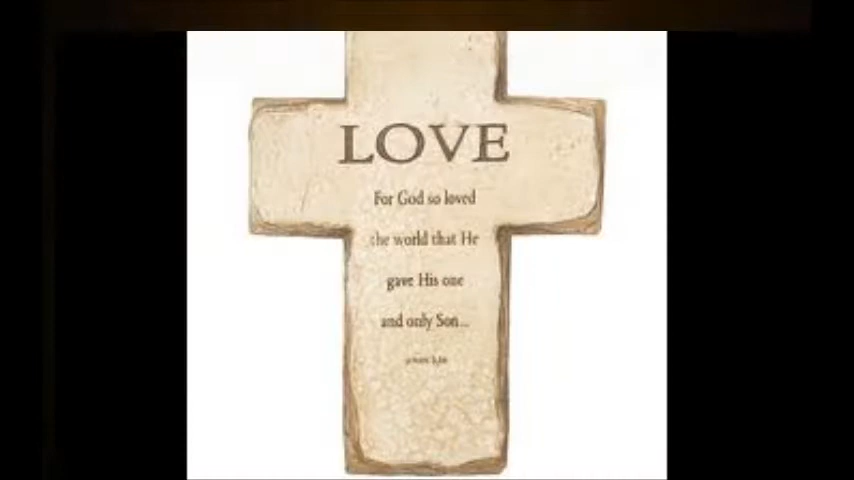 LOVE
For God so loved
the world that He
gave His one
and only Son...